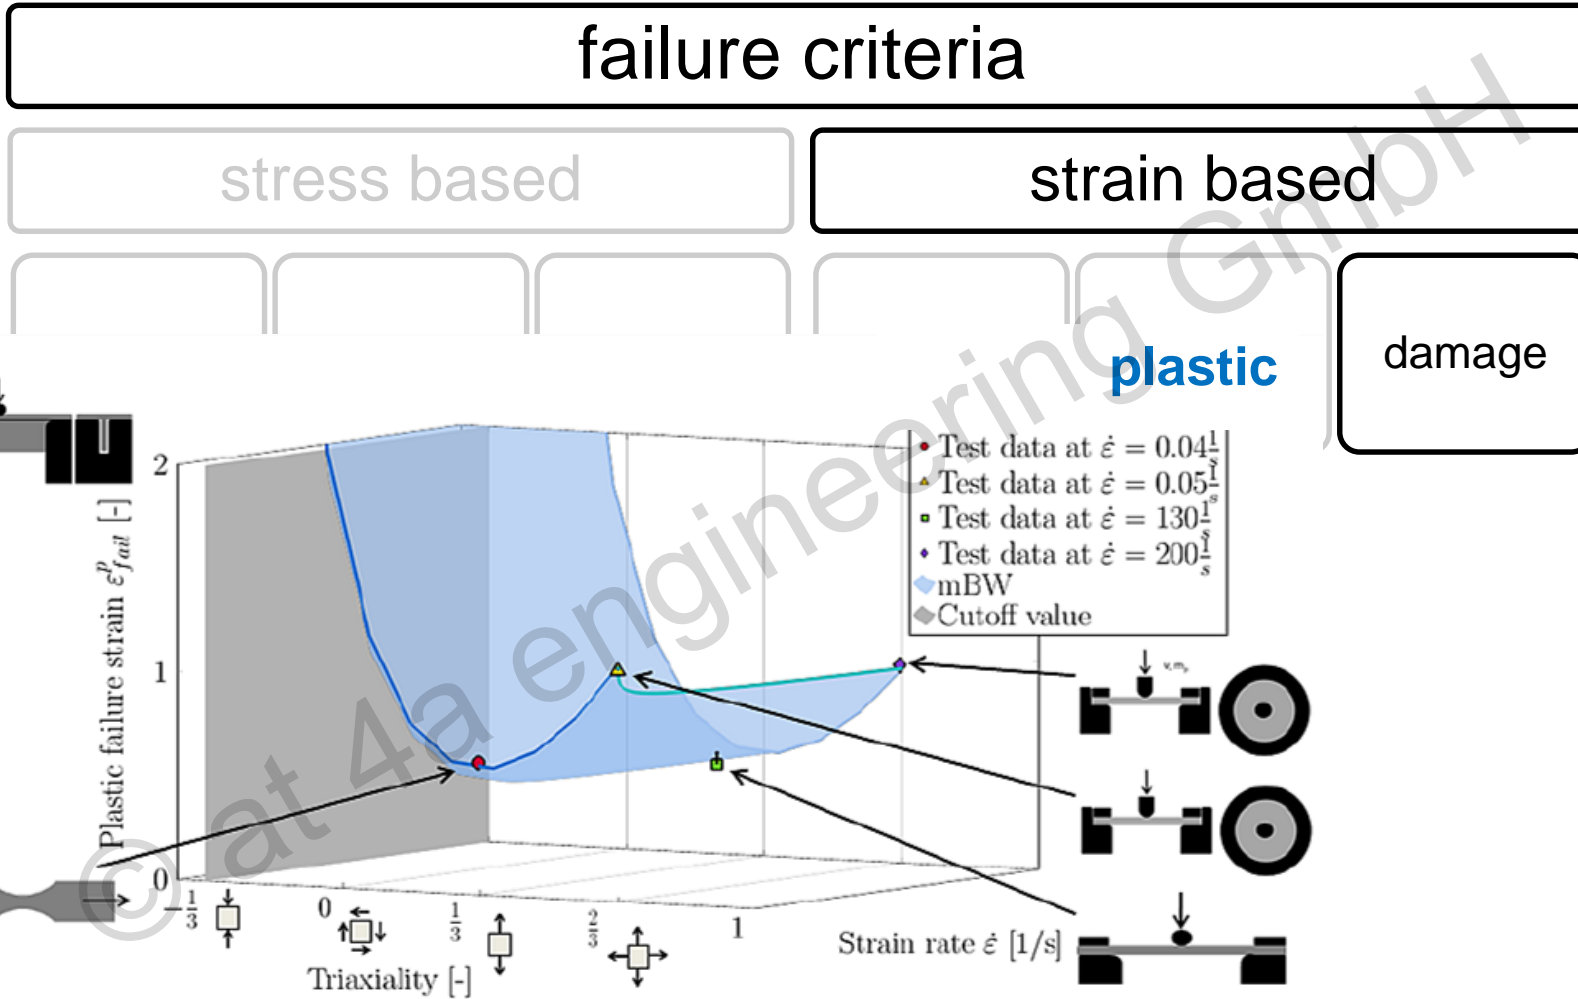 failure criteria
stress based
strain based
plastic
damage
Test data at ε̇ = 0.04 1/s
Test data at ε̇ = 0.05 1/s
Test data at ε̇ = 130 1/s
Test data at ε̇ = 200 1/s
mBW
Cutoff value
2
1
0
Plastic failure strain ε^p_fail [-]
-1/3
0
1/3
2/3
1
Triaxiality [-]
Strain rate ε̇ [1/s]
v, m_p
© at 4a engineering GmbH